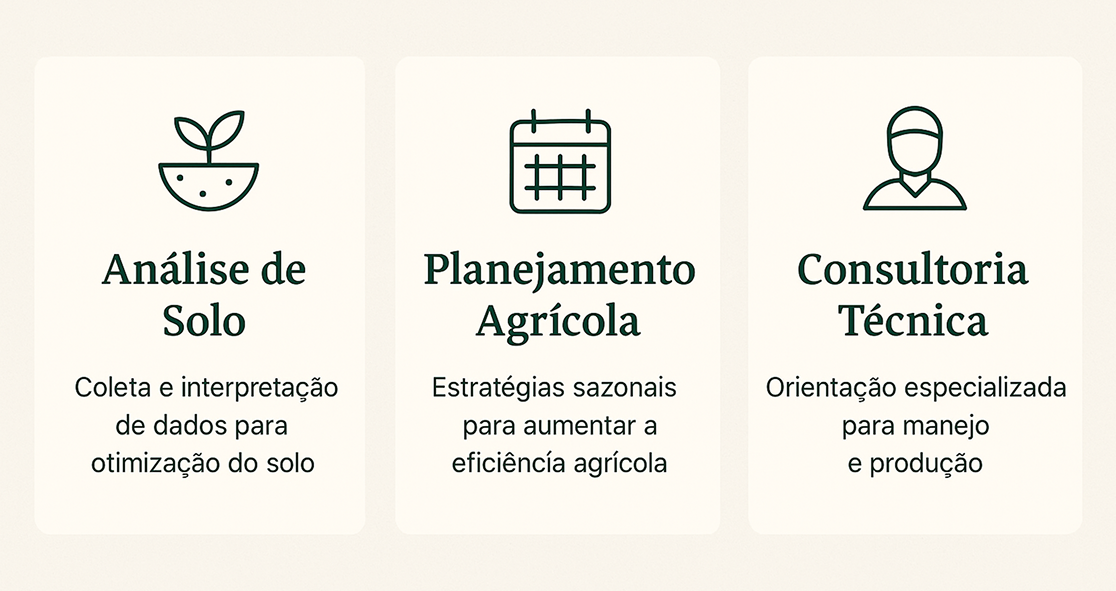 Análise de
Solo
Coleta e interpretação
de dados para
otimização do solo
Planejamento
Agrícola
Estratégias sazonais
para aumentar a
eficiêncía agrícola
Consultoria
Técnica
Orientação especializada
para manejo
e produção